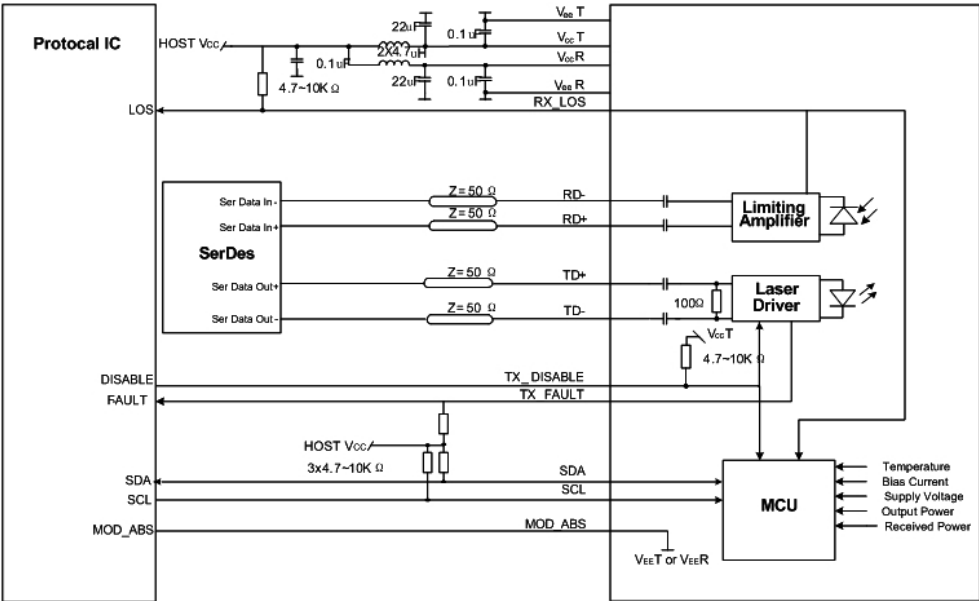 Protocal IC
HOST Vcc
22uF
0.1uF
VeeT
VccT
2X4.7uH
0.1uF
VccR
22uF
0.1uF
VeeR
4.7~10K Ω
LOS
RX_LOS
SerDes
Ser Data In-
Z=50 Ω
RD-
Ser Data In+
Z=50 Ω
RD+
Limiting
Amplifier
Ser Data Out+
Z=50 Ω
TD+
Ser Data Out-
Z=50 Ω
TD-
100Ω
Laser
Driver
VccT
4.7~10K Ω
DISABLE
TX_DISABLE
FAULT
TX FAULT
HOST Vcc
3x4.7~10K Ω
SDA
SDA
SCL
SCL
MOD_ABS
MOD_ABS
VEET or VEER
MCU
Temperature
Bias Current
Supply Voltage
Output Power
Received Power